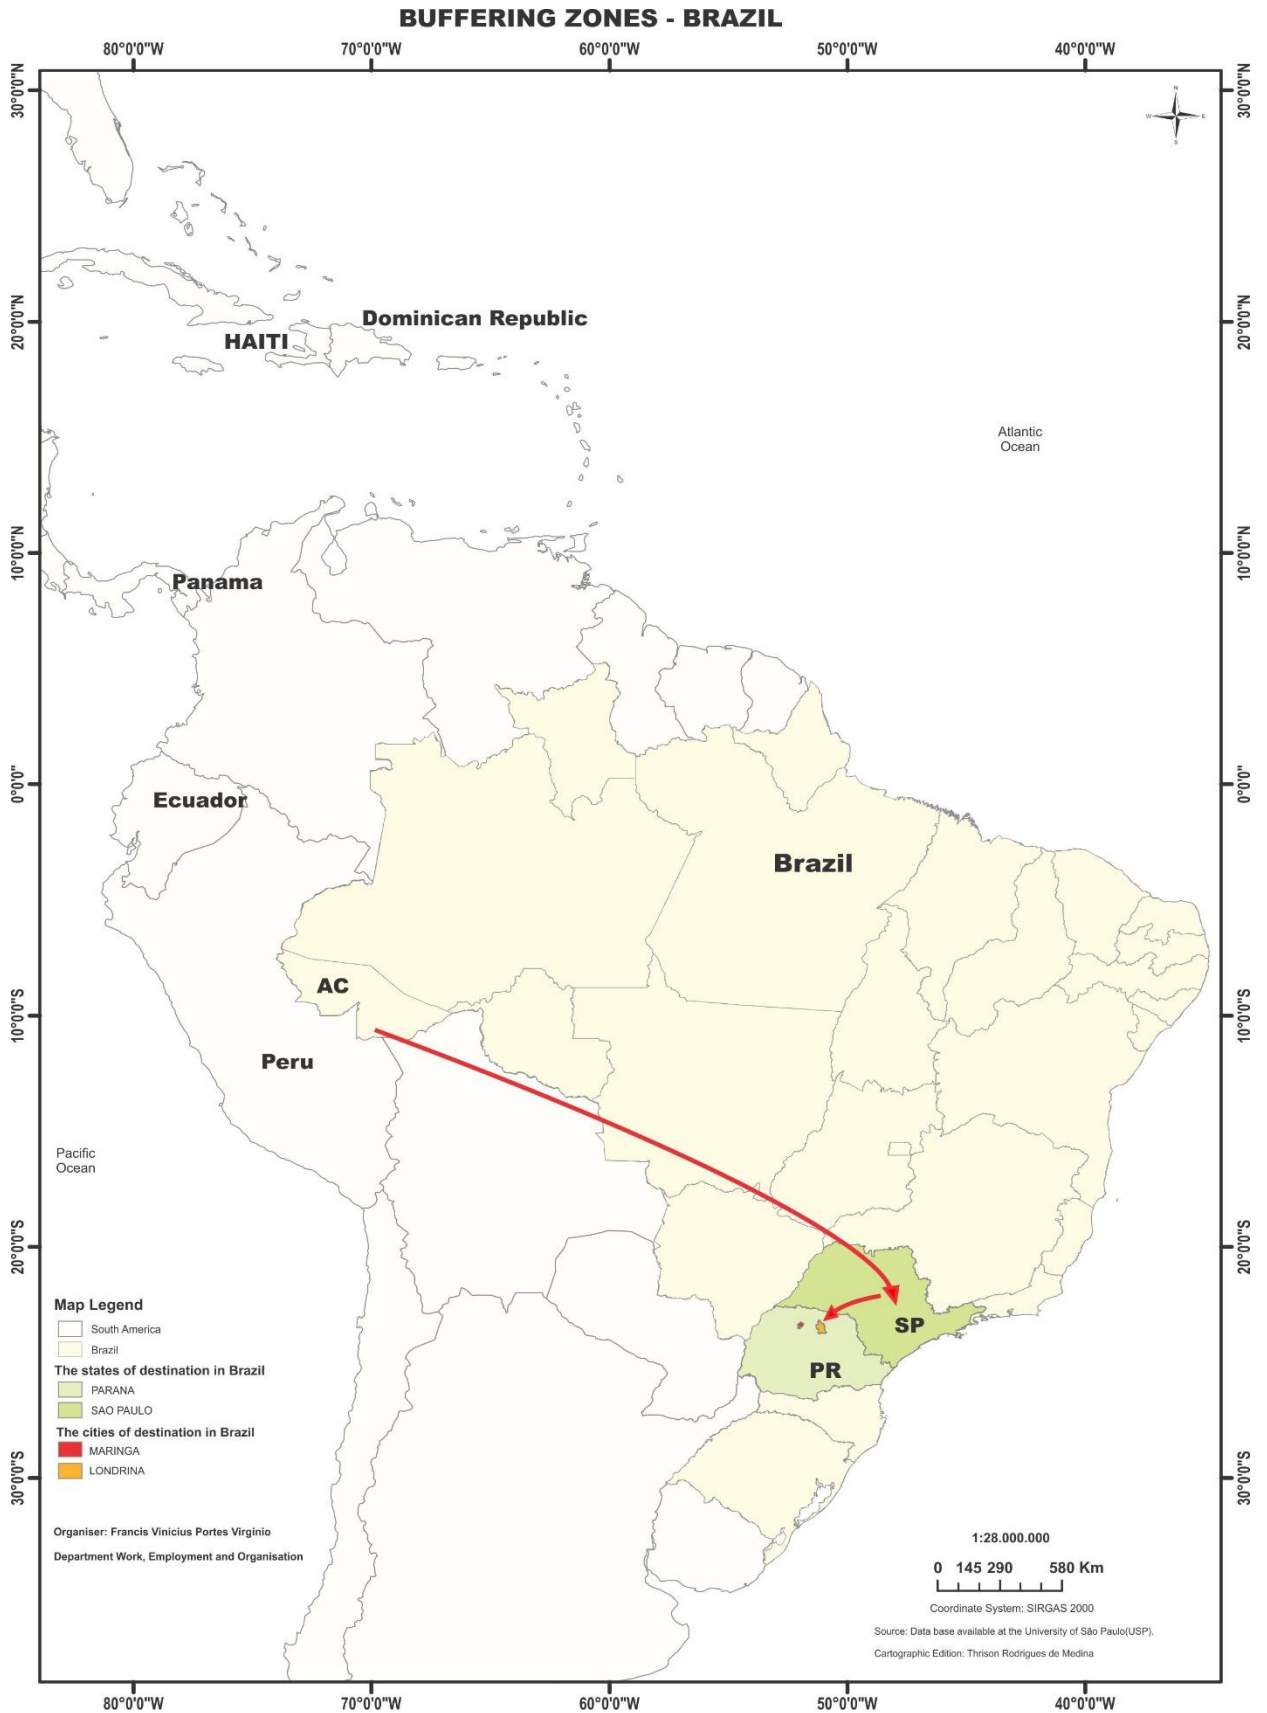 BUFFERING ZONES - BRAZIL
80°0'0"W 70°0'0"W 60°0'0"W 50°0'0"W 40°0'0"W
30°0'0"N 30°0'0"N
N
W E
S
20°0'0"N 20°0'0"N
Dominican Republic
HAITI
Atlantic
Ocean
10°0'0"N 10°0'0"N
Panama
0°0'0" 0°0'0"
Ecuador
Brazil
AC
10°0'0"S 10°0'0"S
Peru
Pacific
Ocean
20°0'0"S 20°0'0"S
SP
PR
Map Legend
South America
Brazil
The states of destination in Brazil
PARANA
SAO PAULO
The cities of destination in Brazil
MARINGA
LONDRINA
30°0'0"S 30°0'0"S
Organiser: Francis Vinicius Portes Virginio
Department Work, Employment and Organisation
1:28.000.000
0 145 290 580 Km
Coordinate System: SIRGAS 2000
Source: Data base available at the University of São Paulo(USP).
Cartographic Edition: Thrison Rodrigues de Medina
80°0'0"W 70°0'0"W 60°0'0"W 50°0'0"W 40°0'0"W